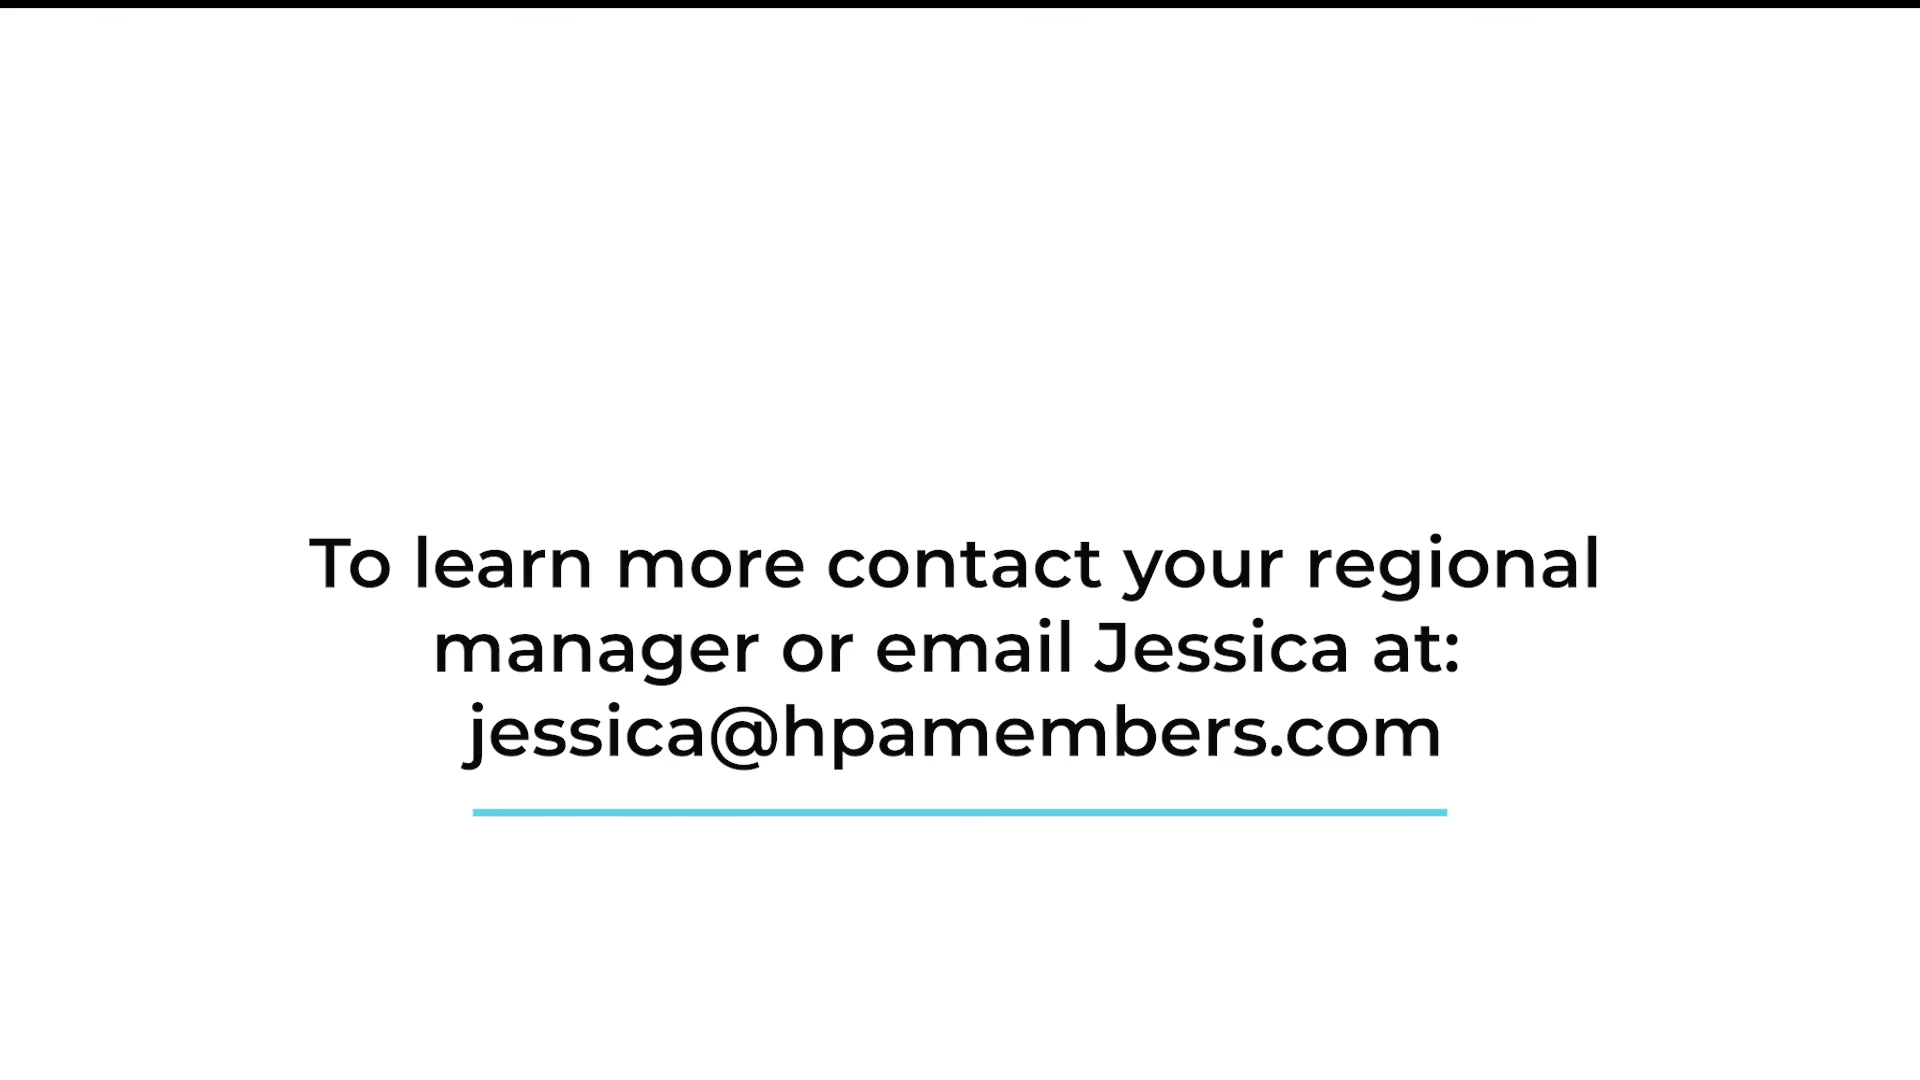 To learn more contact your regional
manager or email Jessica at:
jessica@hpamembers.com